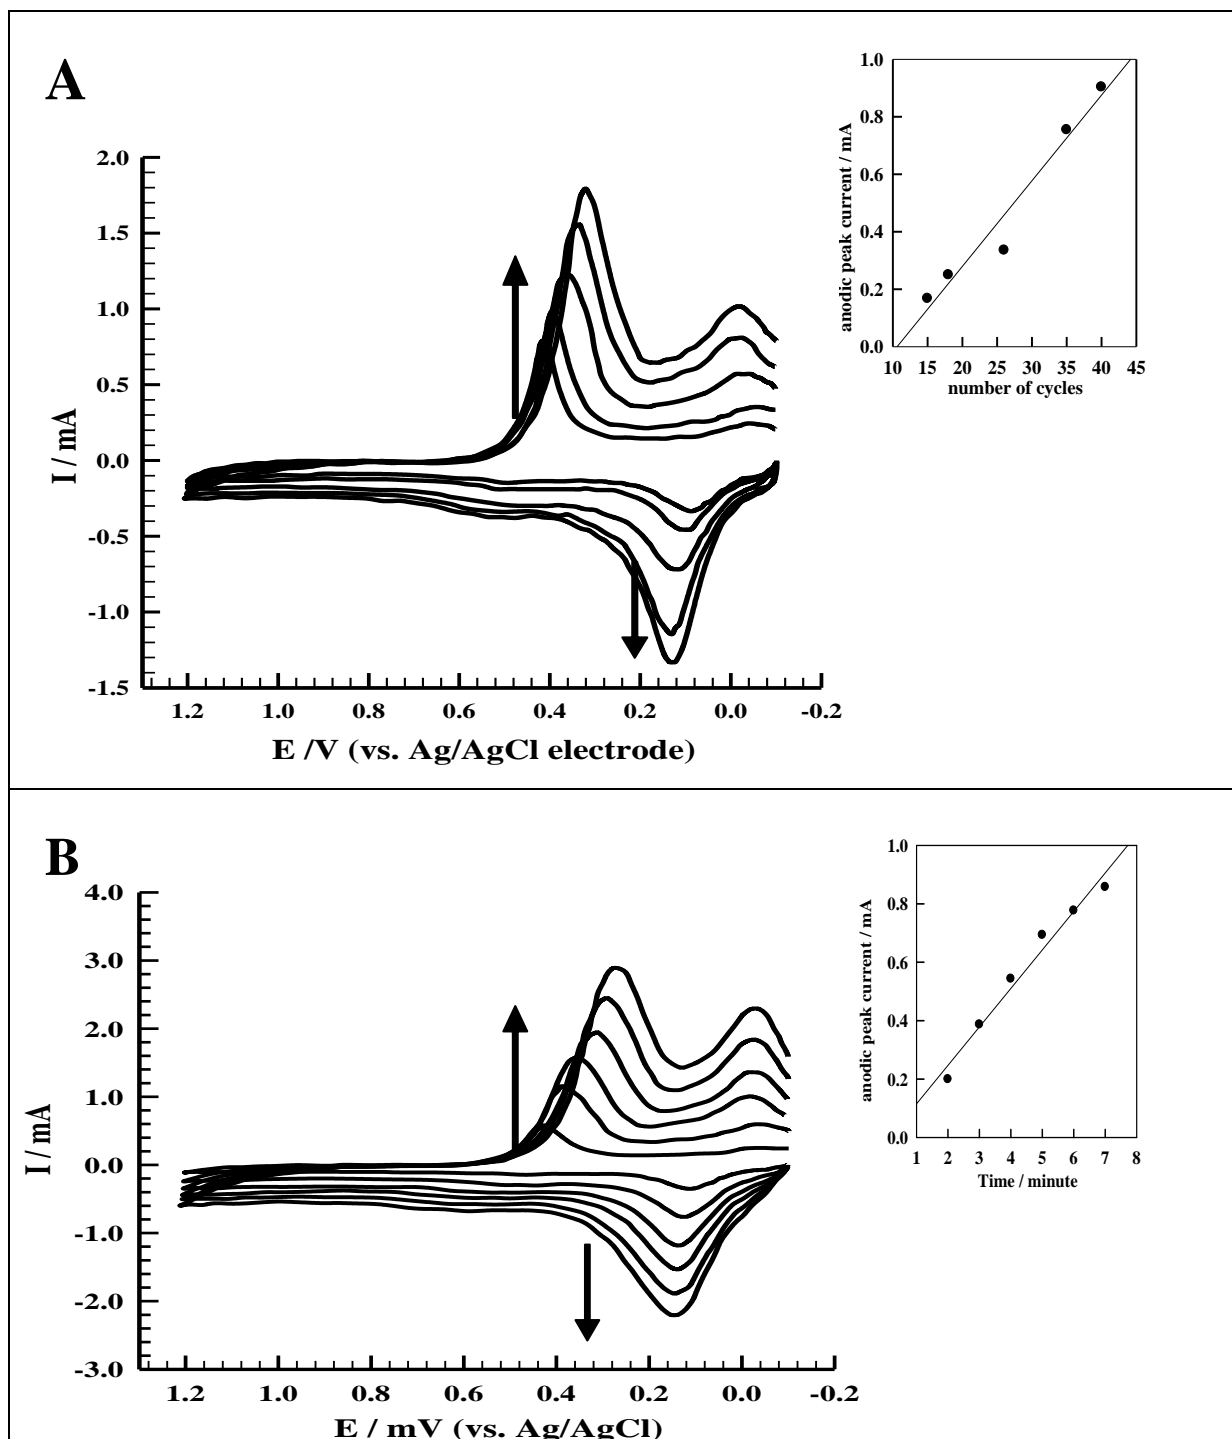 A
2.0
1.5
1.0
0.5
0.0
-0.5
-1.0
-1.5
I / mA
1.2 1.0 0.8 0.6 0.4 0.2 0.0 -0.2
E /V (vs. Ag/AgCl electrode)
1.0
0.8
0.6
0.4
0.2
0.0
anodic peak current / mA
10 15 20 25 30 35 40 45
number of cycles
B
4.0
3.0
2.0
1.0
0.0
-1.0
-2.0
-3.0
I / mA
1.2 1.0 0.8 0.6 0.4 0.2 0.0 -0.2
E / mV (vs. Ag/AgCl)
1.0
0.8
0.6
0.4
0.2
0.0
anodic peak current / mA
1 2 3 4 5 6 7 8
Time / minute